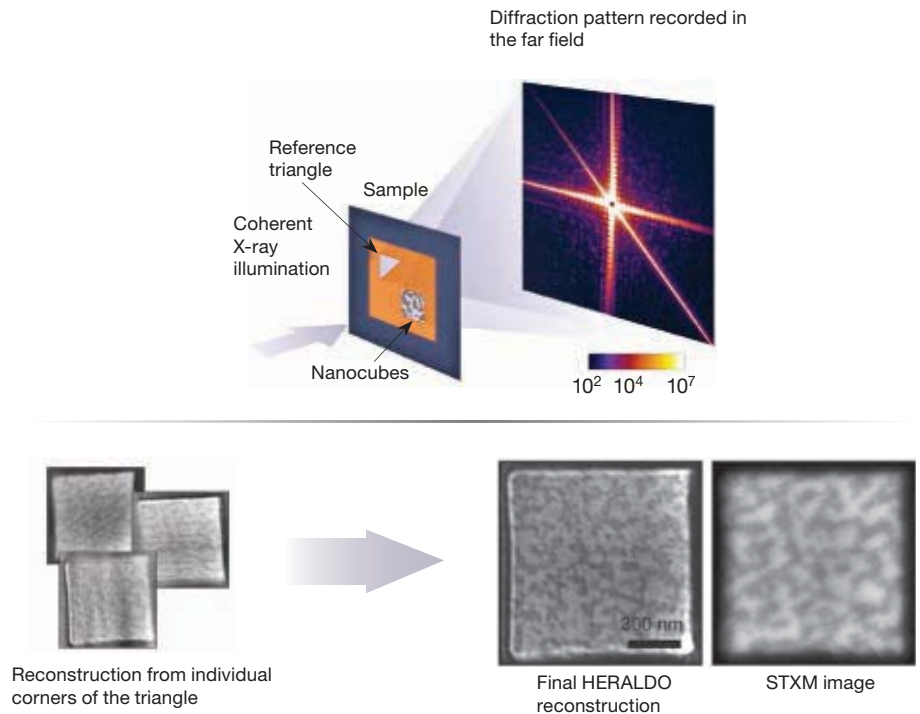 Diffraction pattern recorded in
the far field
Reference
triangle
Sample
Coherent
X-ray
illumination
Nanocubes
10² 10⁴ 10⁷
300 nm
Reconstruction from individual
corners of the triangle
Final HERALDO
reconstruction
STXM image